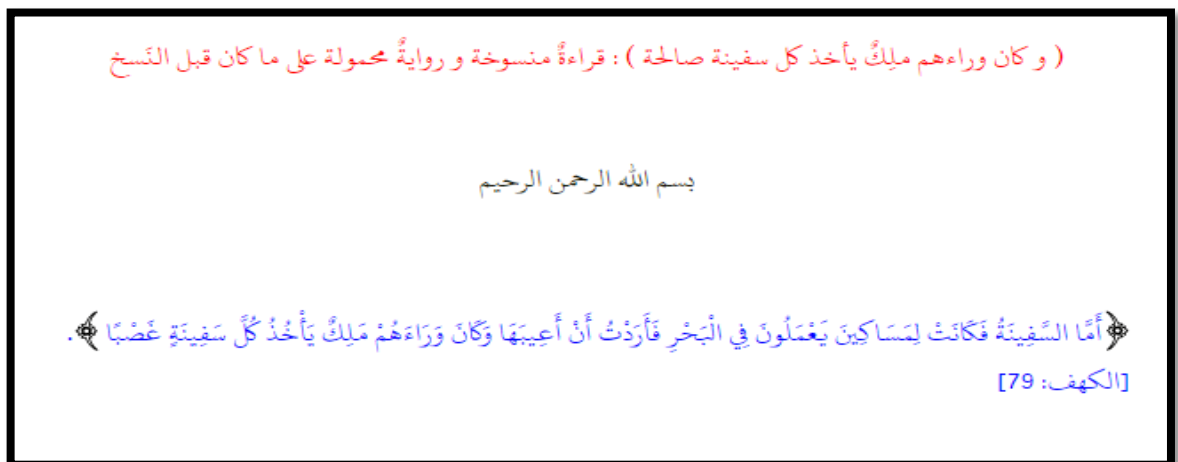 ( و كان وراءهم ملِكٌ يأخذ كل سفينة صالحة ) : قراءةٌ منسوخة و روايةٌ محمولة على ما كان قبل النَسخ
بسم الله الرحمن الرحيم
﴿أَمَّا السَّفِينَةُ فَكَانَتْ لِمَسَاكِينَ يَعْمَلُونَ فِي الْبَحْرِ فَأَرَدْتُ أَنْ أَعِيبَهَا وَكَانَ وَرَاءَهُمْ مَلِكٌ يَأْخُذُ كُلَّ سَفِينَةٍ غَصْبًا ﴾.
[الكهف: 79]